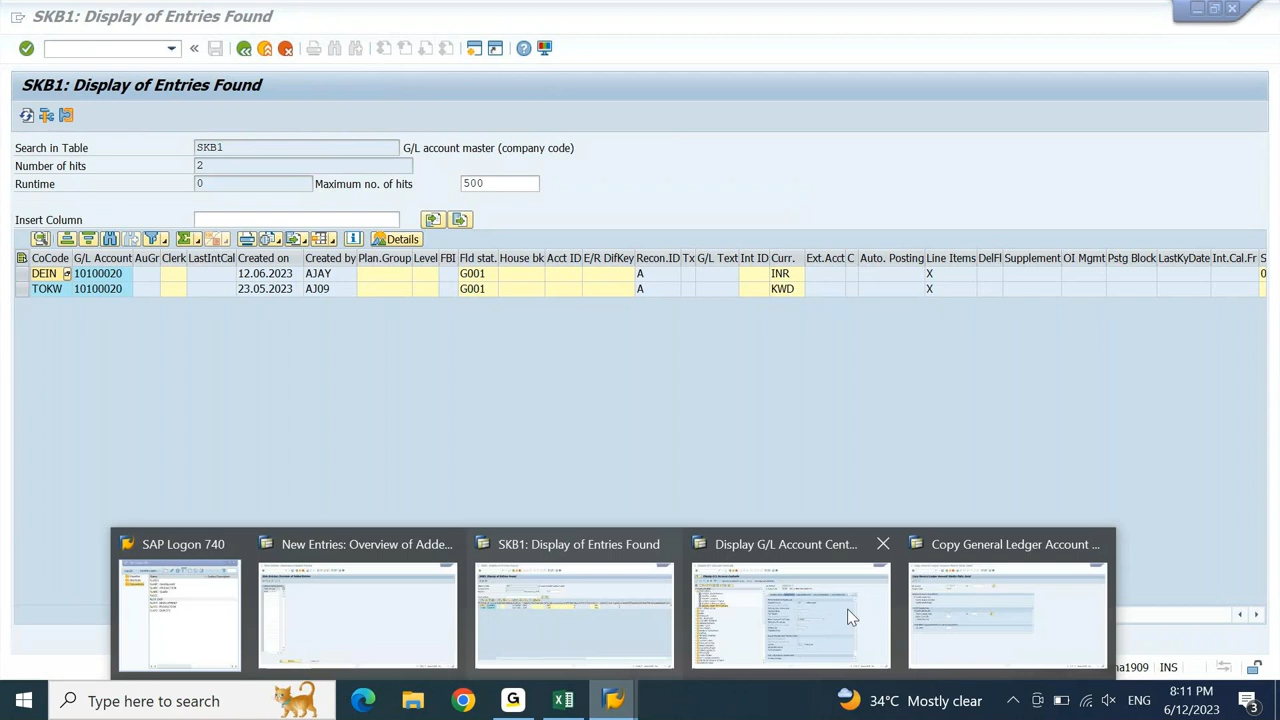 SKB1: Display of Entries Found
SKB1: Display of Entries Found
Search in Table SKB1 G/L account master (company code)
Number of hits 2
Runtime 0 Maximum no. of hits 500
Insert Column
Details
CoCode G/L Account AuGr Clerk LastIntCal Created on Created by Plan.Group Level FBI Fld stat. House bk Acct ID E/R DifKey Recon.ID Tx G/L Text Int ID Curr. Ext.Acct C Auto. Posting Line Items DelFl Supplement OI Mgmt Pstg Block LastKyDate Int.Cal.Fr S
DEIN 10100020 12.06.2023 AJAY G001 A INR X 0
TOKW 10100020 23.05.2023 AJ09 G001 A KWD X
SAP Logon 740 New Entries: Overview of Adde... SKB1: Display of Entries Found Display G/L Account Cent... Copy General Ledger Account ...
na1909 INS
Type here to search
34°C Mostly clear ENG 8:11 PM 6/12/2023 3